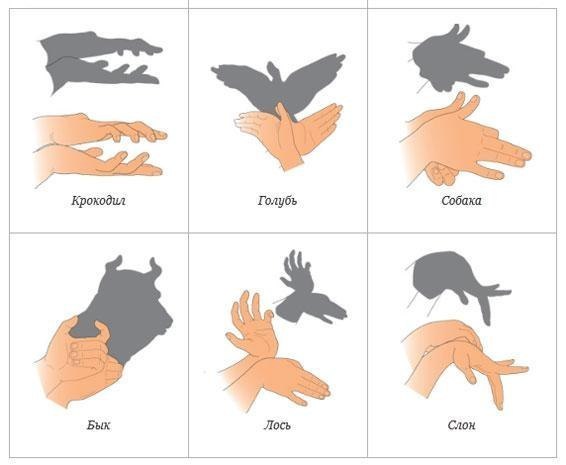 Крокодил
Голубь
Собака
Бык
Лось
Слон